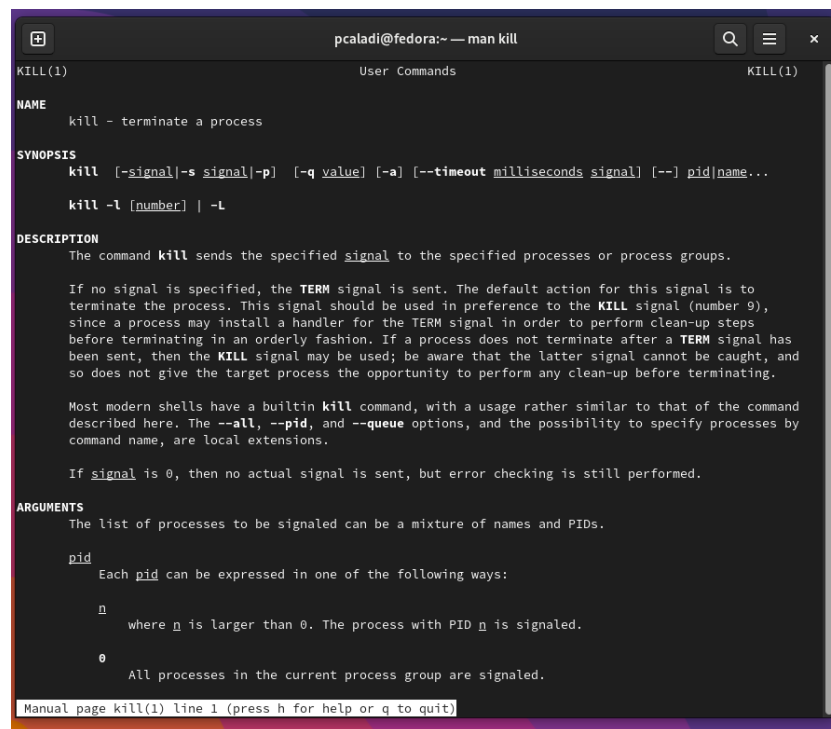 pcaladi@fedora:~ — man kill
KILL(1) User Commands KILL(1)
NAME
kill - terminate a process
SYNOPSIS
kill [-signal|-s signal|-p] [-q value] [-a] [--timeout milliseconds signal] [--] pid|name...
kill -l [number] | -L
DESCRIPTION
The command kill sends the specified signal to the specified processes or process groups.
If no signal is specified, the TERM signal is sent. The default action for this signal is to
terminate the process. This signal should be used in preference to the KILL signal (number 9),
since a process may install a handler for the TERM signal in order to perform clean-up steps
before terminating in an orderly fashion. If a process does not terminate after a TERM signal has
been sent, then the KILL signal may be used; be aware that the latter signal cannot be caught, and
so does not give the target process the opportunity to perform any clean-up before terminating.
Most modern shells have a builtin kill command, with a usage rather similar to that of the command
described here. The --all, --pid, and --queue options, and the possibility to specify processes by
command name, are local extensions.
If signal is 0, then no actual signal is sent, but error checking is still performed.
ARGUMENTS
The list of processes to be signaled can be a mixture of names and PIDs.
pid
Each pid can be expressed in one of the following ways:
n
where n is larger than 0. The process with PID n is signaled.
0
All processes in the current process group are signaled.
Manual page kill(1) line 1 (press h for help or q to quit)